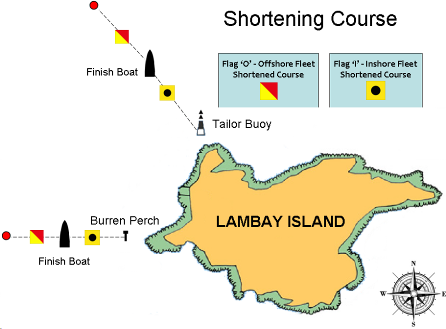 Shortening Course
Flag 'O' - Offshore Fleet
Shortened Course
Flag 'I' - Inshore Fleet
Shortened Course
Finish Boat
Tailor Buoy
Burren Perch
Finish Boat
LAMBAY ISLAND
N
W
E
S